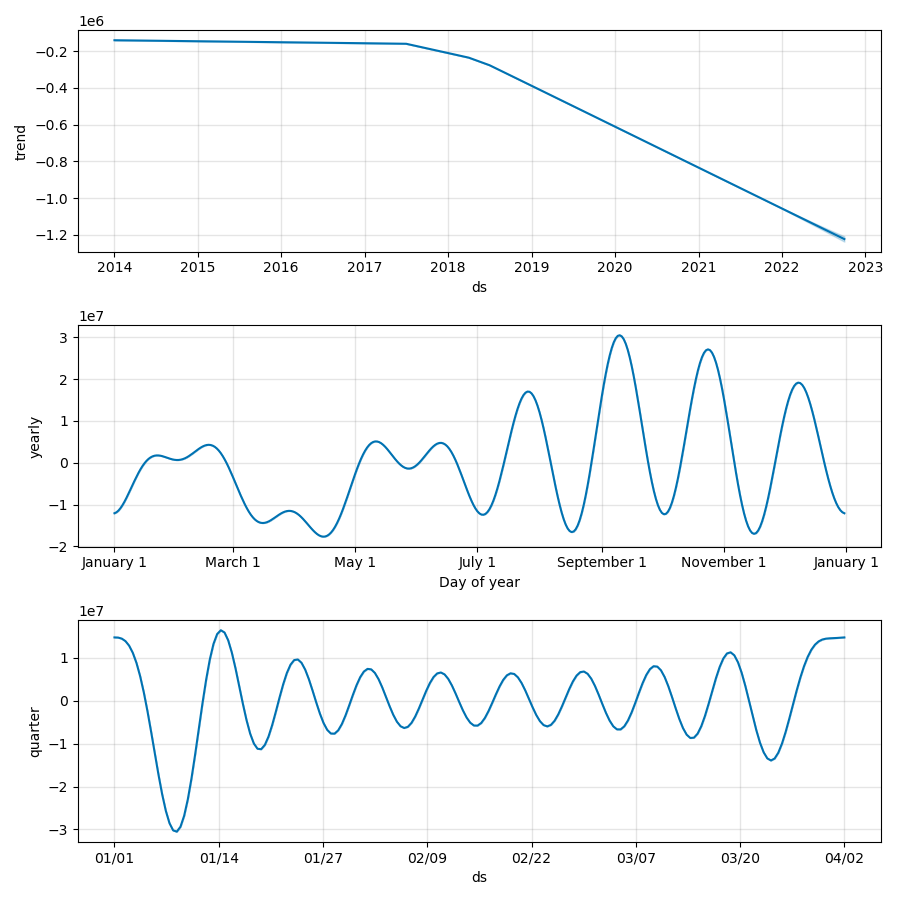 1e6
−0.2
−0.4
−0.6
−0.8
−1.0
−1.2
trend
2014 2015 2016 2017 2018 2019 2020 2021 2022 2023
ds
1e7
3
2
1
0
−1
−2
yearly
January 1 March 1 May 1 July 1 September 1 November 1 January 1
Day of year
1e7
1
0
−1
−2
−3
quarter
01/01 01/14 01/27 02/09 02/22 03/07 03/20 04/02
ds